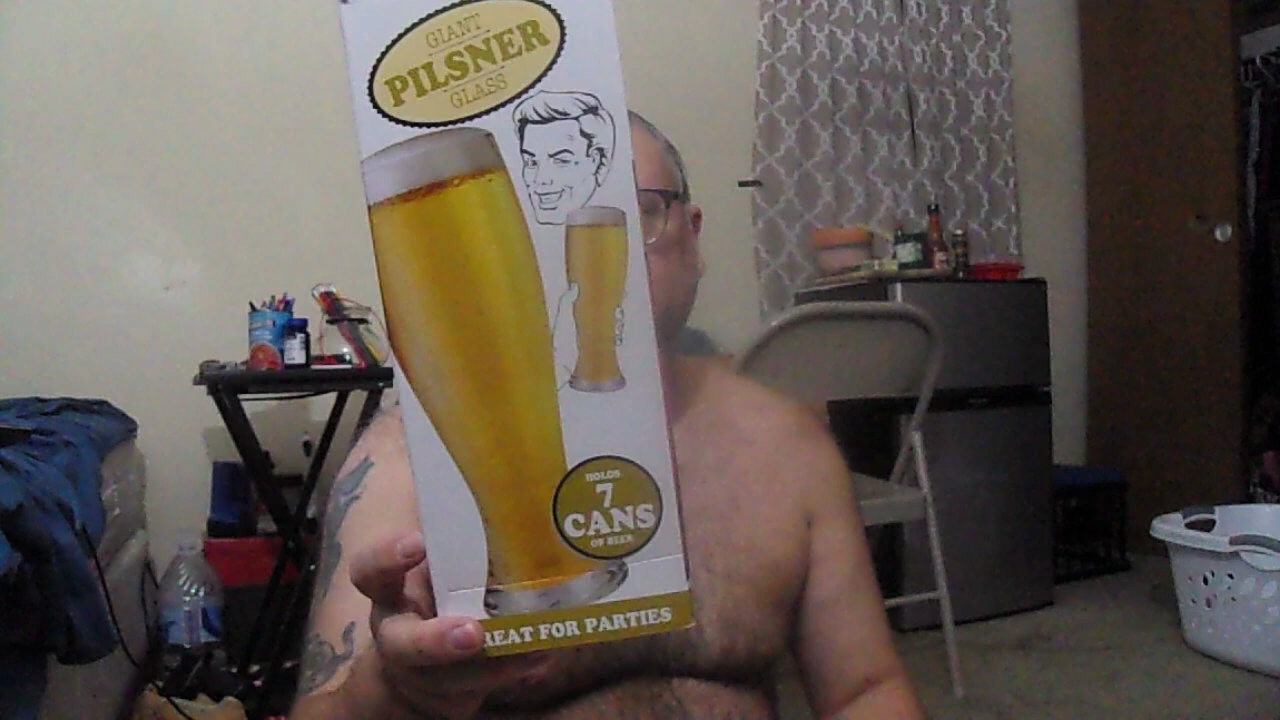 GIANT
PILSNER
GLASS
HOLDS
7
CANS
OF BEER
REAT FOR PARTIES